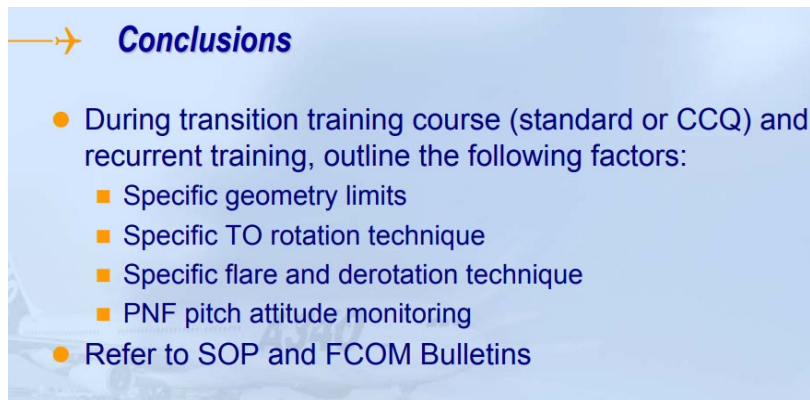 Conclusions
During transition training course (standard or CCQ) and
recurrent training, outline the following factors:
Specific geometry limits
Specific TO rotation technique
Specific flare and derotation technique
PNF pitch attitude monitoring
A340
Refer to SOP and FCOM Bulletins